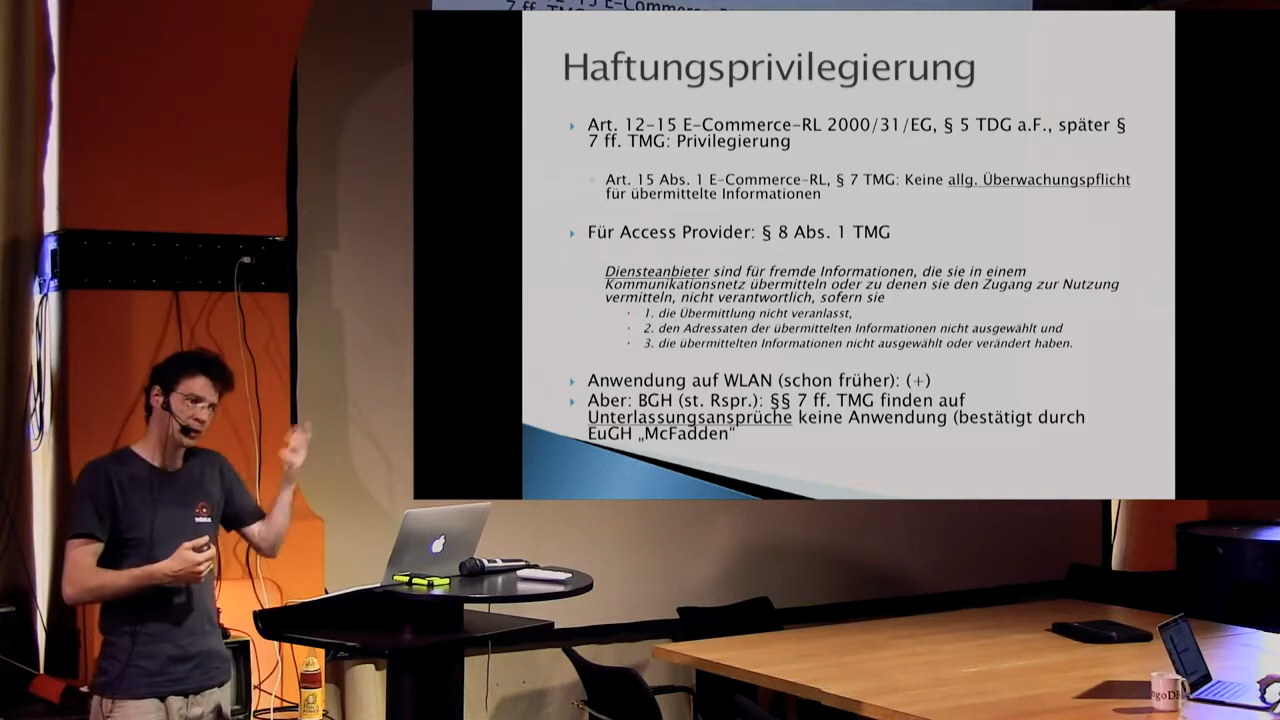 7 ff. TMG
E-Commerce
Haftungsprivilegierung
Art. 12-15 E-Commerce-RL 2000/31/EG, § 5 TDG a.F., später §
7 ff. TMG: Privilegierung
Art. 15 Abs. 1 E-Commerce-RL, § 7 TMG: Keine allg. Überwachungspflicht
für übermittelte Informationen
Für Access Provider: § 8 Abs. 1 TMG
Diensteanbieter sind für fremde Informationen, die sie in einem
Kommunikationsnetz übermitteln oder zu denen sie den Zugang zur Nutzung
vermitteln, nicht verantwortlich, sofern sie
1. die Übermittlung nicht veranlasst,
2. den Adressaten der übermittelten Informationen nicht ausgewählt und
3. die übermittelten Informationen nicht ausgewählt oder verändert haben.
Anwendung auf WLAN (schon früher): (+)
Aber: BGH (st. Rspr.): §§ 7 ff. TMG finden auf
Unterlassungsansprüche keine Anwendung (bestätigt durch
EuGH „McFadden“